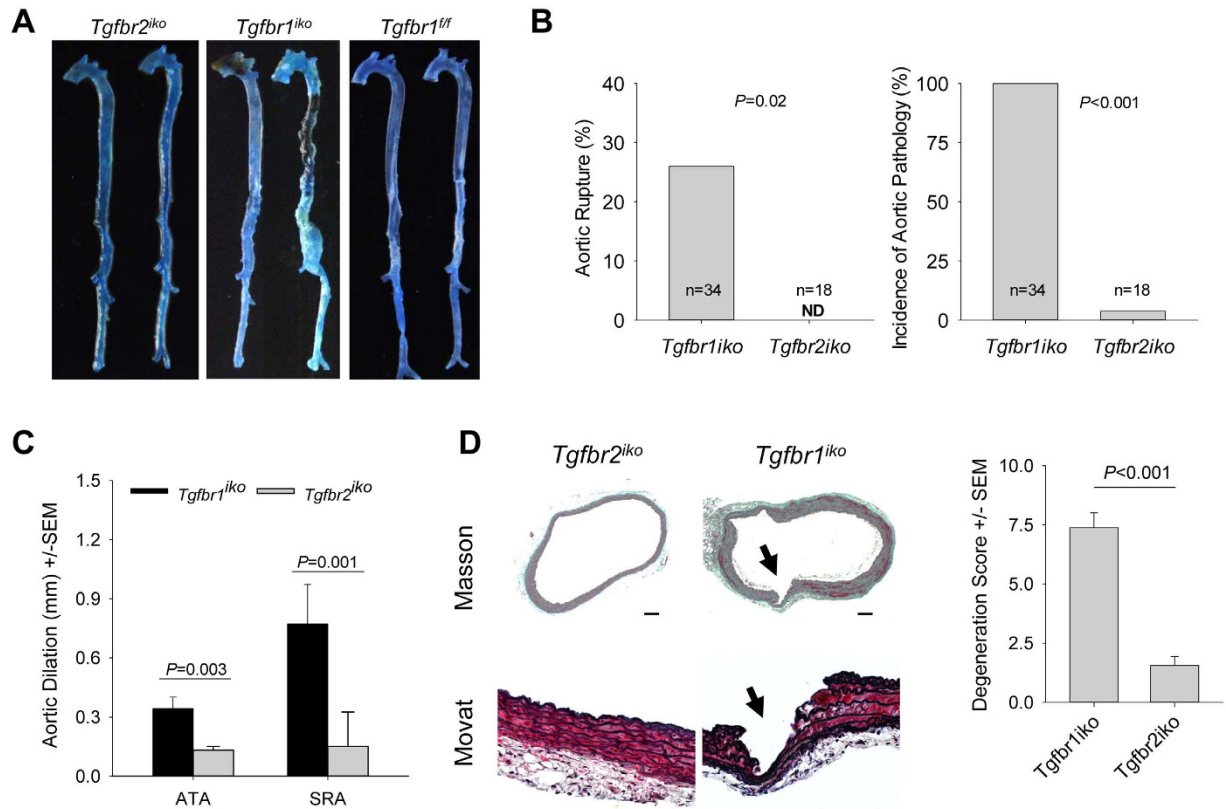 A
Tgfbr2iko
Tgfbr1iko
Tgfbr1f/f
B
Aortic Rupture (%)
40
30
20
10
0
P=0.02
n=34
n=18
ND
Tgfbr1iko
Tgfbr2iko
Incidence of Aortic Pathology (%)
100
75
50
25
0
P<0.001
n=34
n=18
Tgfbr1iko
Tgfbr2iko
C
Aortic Dilation (mm) +/-SEM
1.5
1.2
0.9
0.6
0.3
0.0
Tgfbr1iko
Tgfbr2iko
P=0.003
P=0.001
ATA
SRA
D
Tgfbr2iko
Tgfbr1iko
Masson
Movat
Degeneration Score +/- SEM
10.0
7.5
5.0
2.5
0.0
P<0.001
Tgfbr1iko
Tgfbr2iko